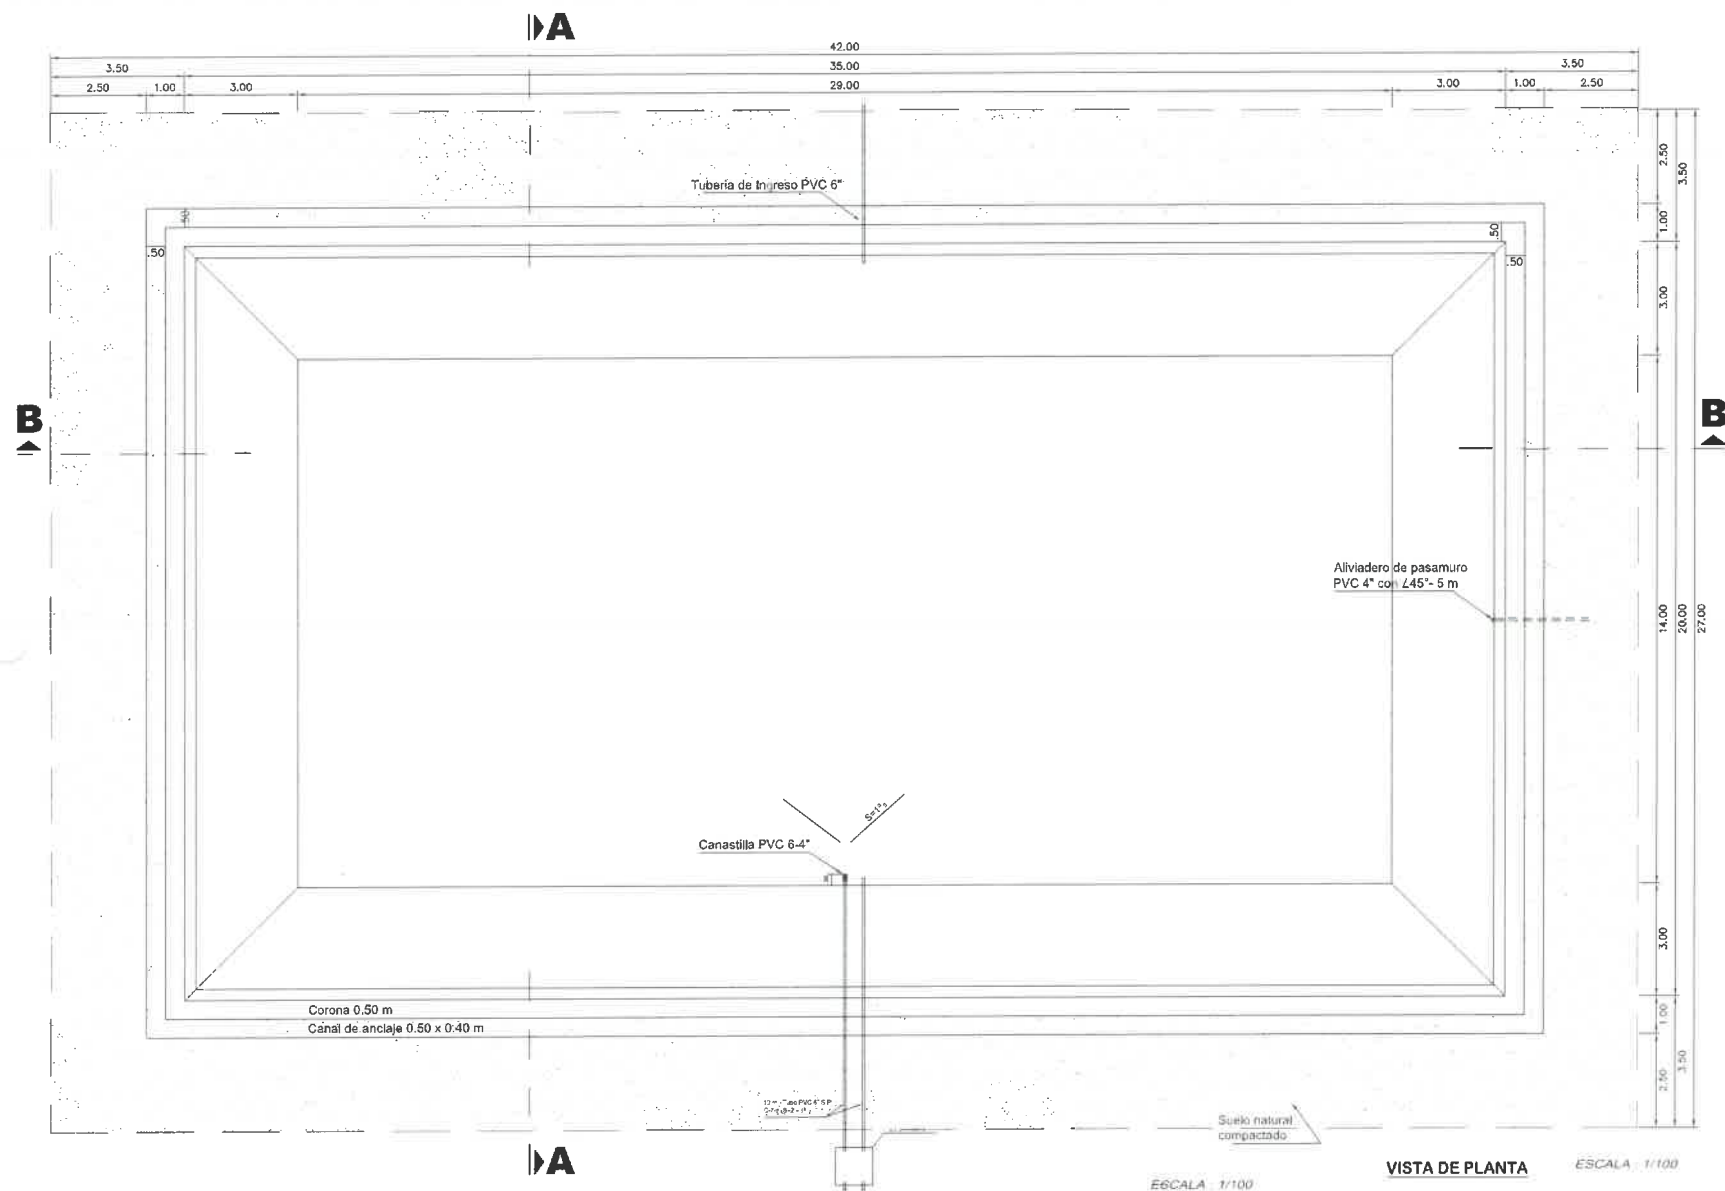 A
42.00
3.50
35.00
3.50
2.50
1.00
3.00
29.00
3.00
1.00
2.50
2.50
3.50
Tubería de Ingreso PVC 6"
.50
.50
1.00
.50
.50
3.00
B
B
Aliviadero de pasamuro
PVC 4" con ∠45°- 5 m
14.00
20.00
27.00
Canastilla PVC 6-4"
3.00
Corona 0.50 m
Canal de anclaje 0.50 x 0.40 m
1.00
2.50
3.50
Suelo natural
compactado
A
VISTA DE PLANTA
ESCALA : 1/100
ESCALA : 1/100